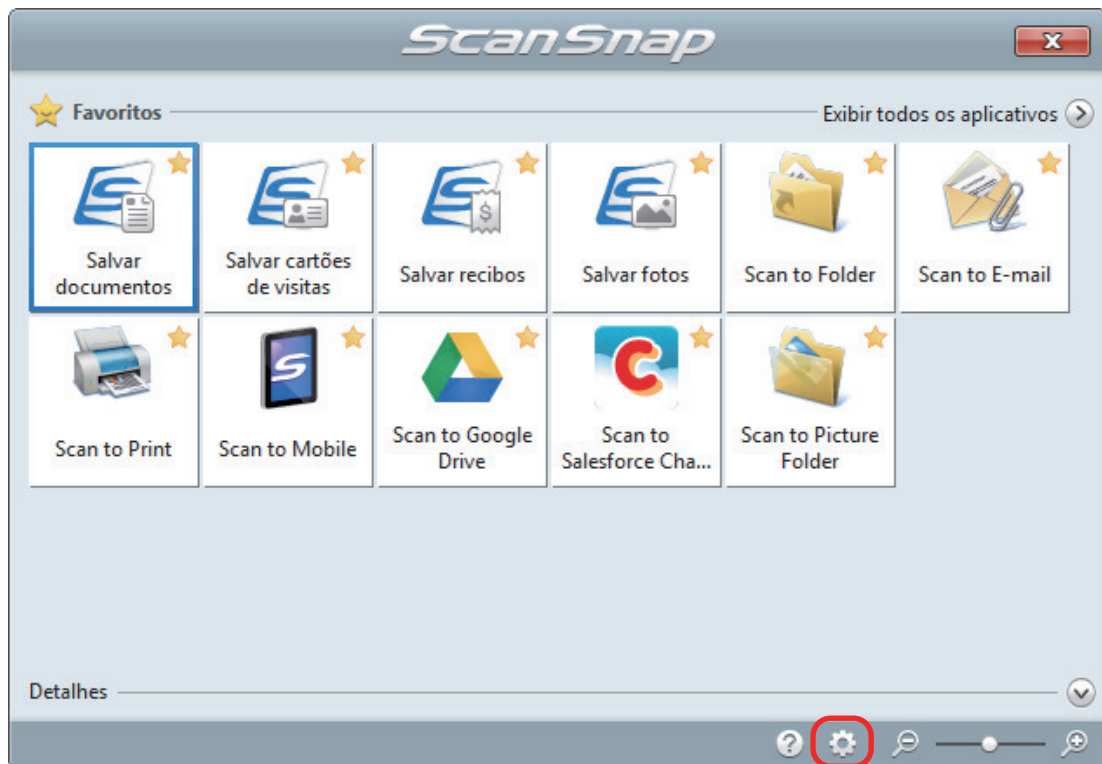 ScanSnap
Favoritos
Exibir todos os aplicativos
Salvar
documentos
Salvar cartões
de visitas
Salvar recibos
Salvar fotos
Scan to Folder
Scan to E-mail
Scan to Print
Scan to Mobile
Scan to Google
Drive
Scan to
Salesforce Cha...
Scan to Picture
Folder
Detalhes